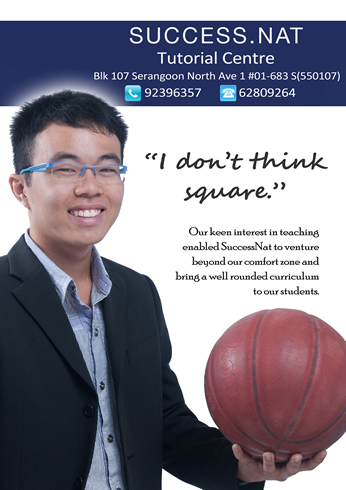 SUCCESS.NAT
Tutorial Centre
Blk 107 Serangoon North Ave 1 #01-683 S(550107)
92396357 62809264
“I don’t think
square.”
Our keen interest in teaching
enabled SuccessNat to venture
beyond our comfort zone and
bring a well rounded curriculum
to our students.